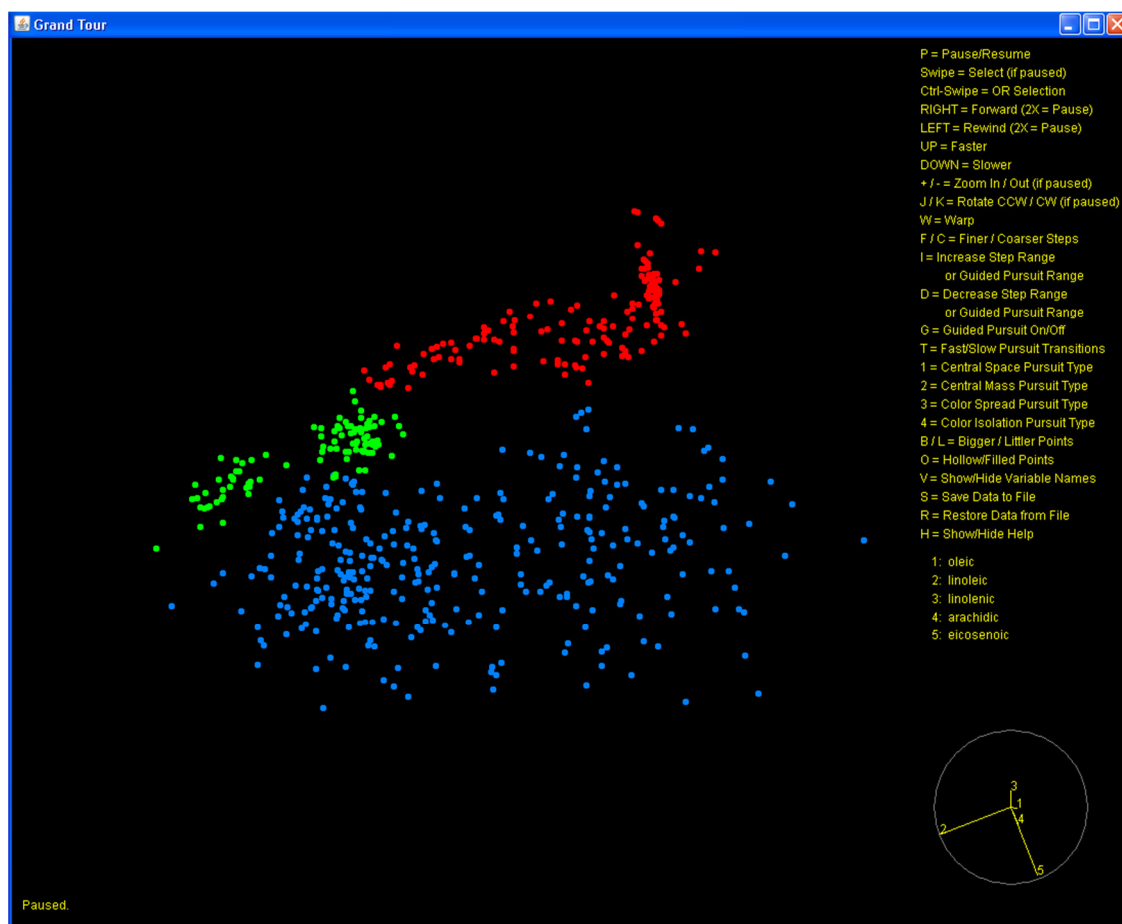 Grand Tour
P = Pause/Resume
Swipe = Select (if paused)
Ctrl-Swipe = OR Selection
RIGHT = Forward (2X = Pause)
LEFT = Rewind (2X = Pause)
UP = Faster
DOWN = Slower
+ / - = Zoom In / Out (if paused)
J / K = Rotate CCW / CW (if paused)
W = Warp
F / C = Finer / Coarser Steps
I = Increase Step Range
or Guided Pursuit Range
D = Decrease Step Range
or Guided Pursuit Range
G = Guided Pursuit On/Off
T = Fast/Slow Pursuit Transitions
1 = Central Space Pursuit Type
2 = Central Mass Pursuit Type
3 = Color Spread Pursuit Type
4 = Color Isolation Pursuit Type
B / L = Bigger / Littler Points
O = Hollow/Filled Points
V = Show/Hide Variable Names
S = Save Data to File
R = Restore Data from File
H = Show/Hide Help
1: oleic
2: linoleic
3: linolenic
4: arachidic
5: eicosenoic
3
1
4
2
5
Paused.